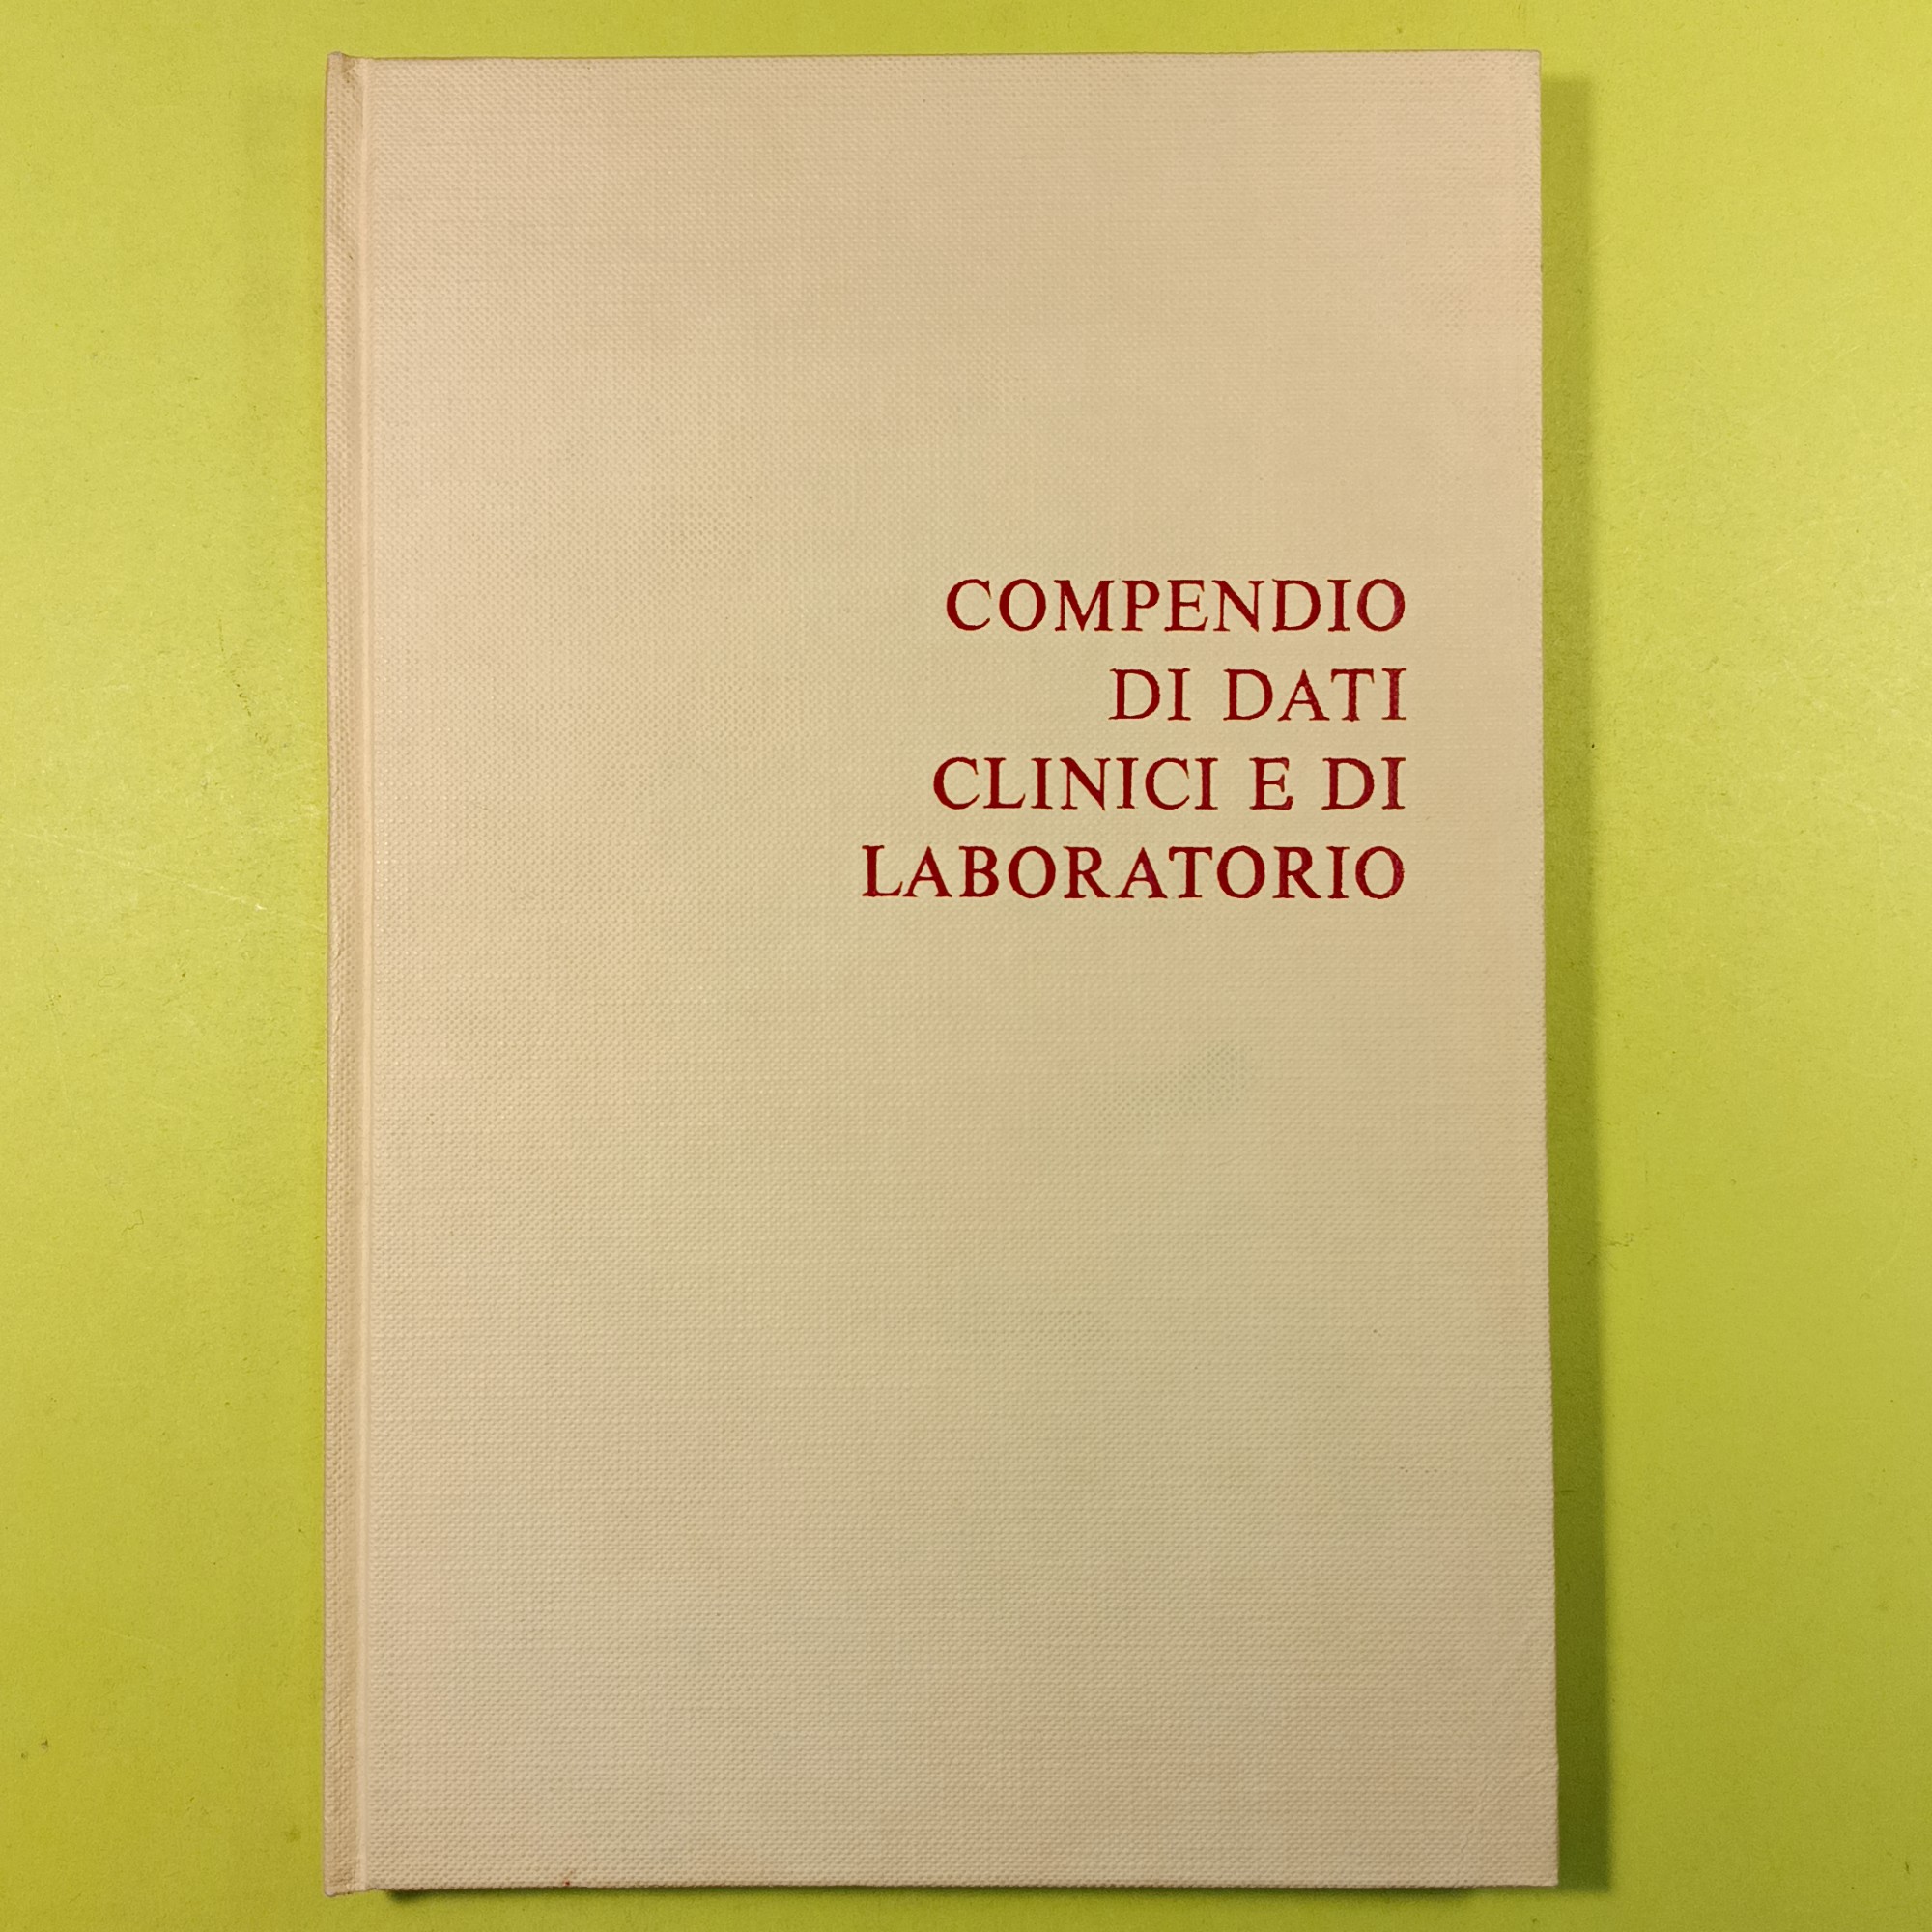 COMPENDIO
DI DATI
CLINICI E DI
LABORATORIO